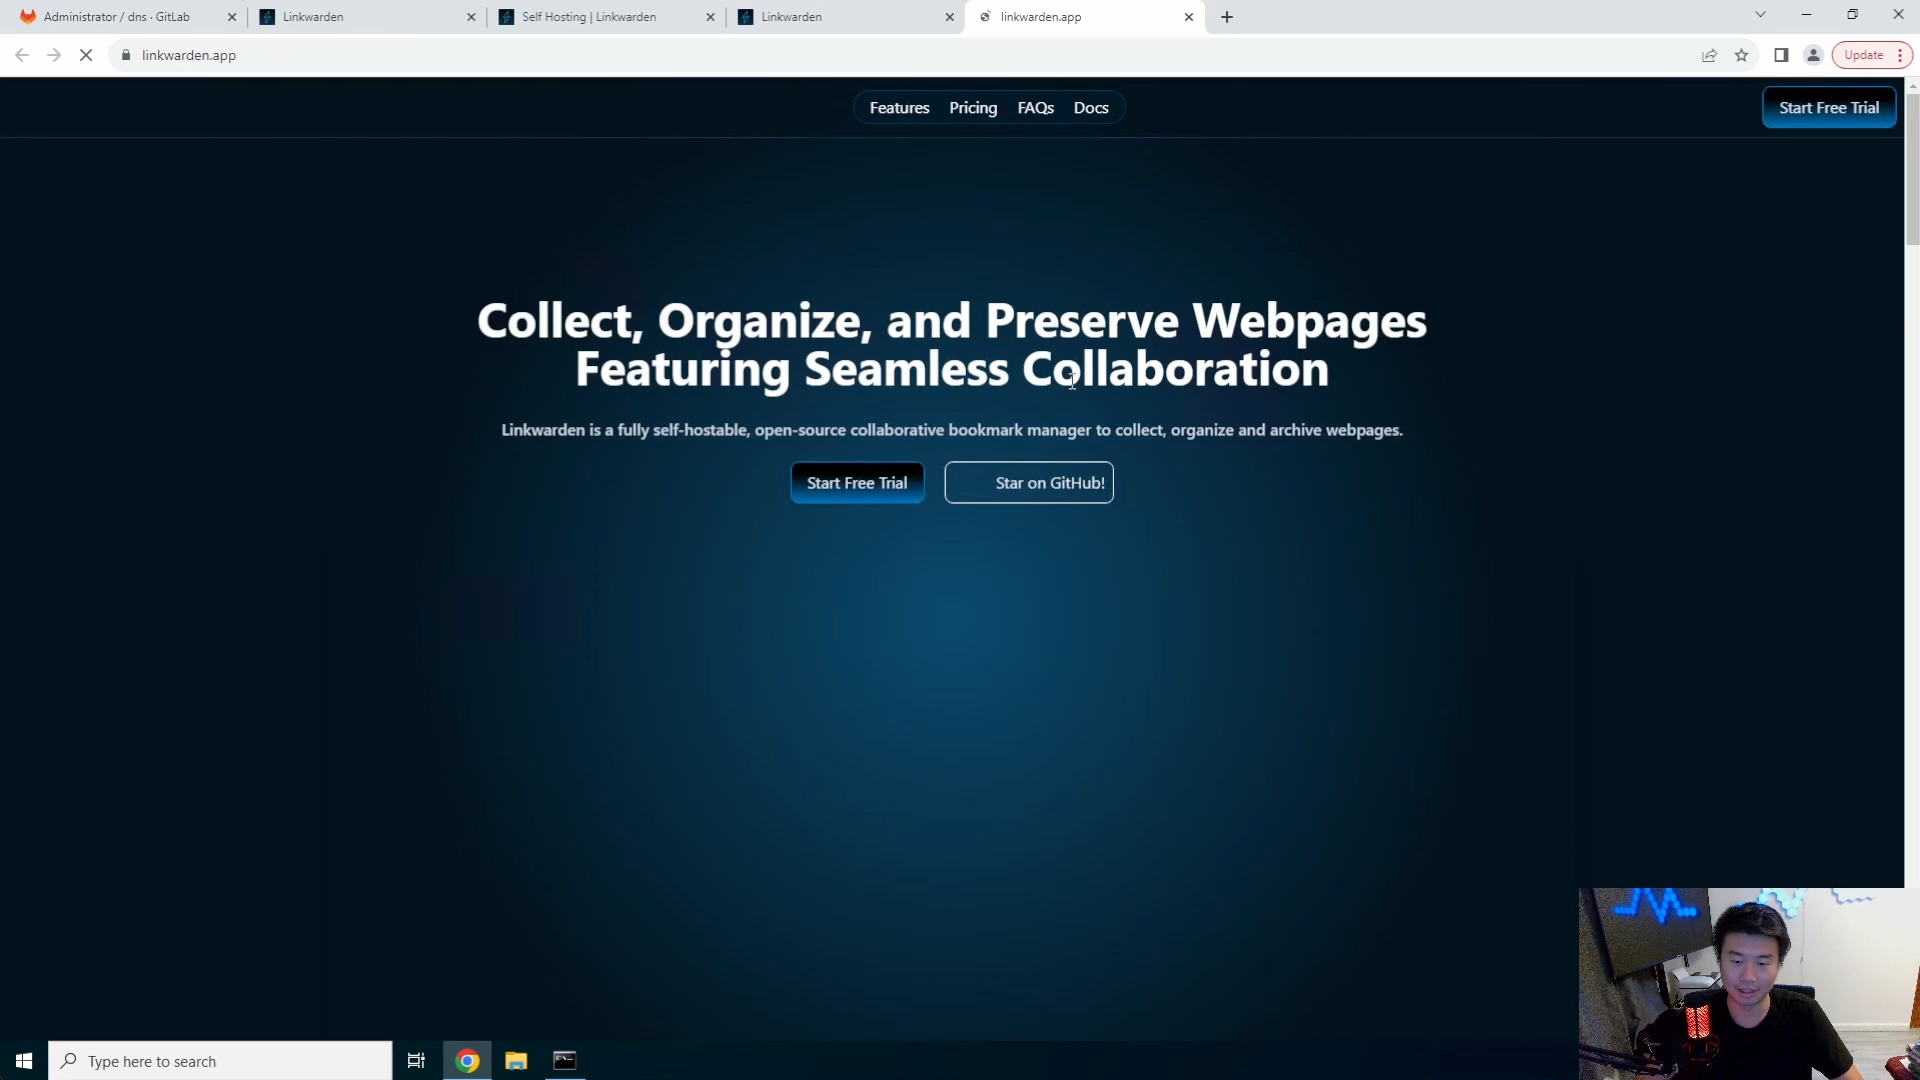 Administrator / dns · GitLab
Linkwarden
Self Hosting | Linkwarden
Linkwarden
linkwarden.app
linkwarden.app
Update
Features Pricing FAQs Docs
Start Free Trial
Collect, Organize, and Preserve Webpages
Featuring Seamless Collaboration
Linkwarden is a fully self-hostable, open-source collaborative bookmark manager to collect, organize and archive webpages.
Start Free Trial
Star on GitHub!
Type here to search